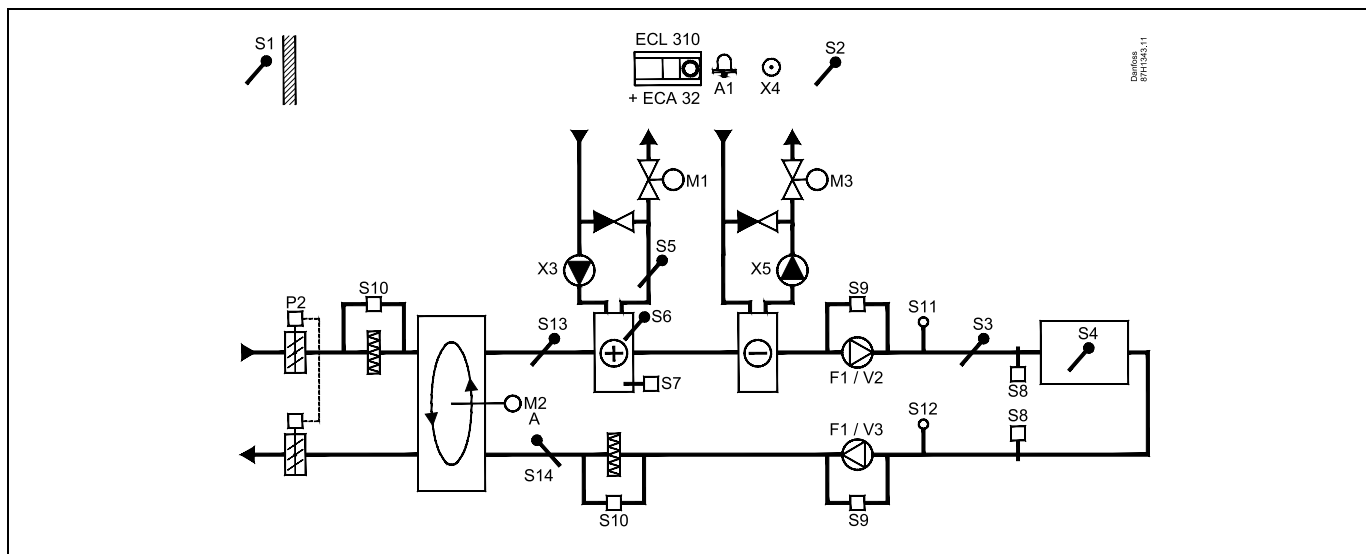 S1
ECL 310
+ ECA 32
A1
X4
S2
Danfoss
87H1343.11
M1
M3
S5
X3
X5
P2
S10
S13
S6
S7
S9
S11
S3
S4
F1 / V2
S8
M2
A
S14
S10
F1 / V3
S12
S8
S9